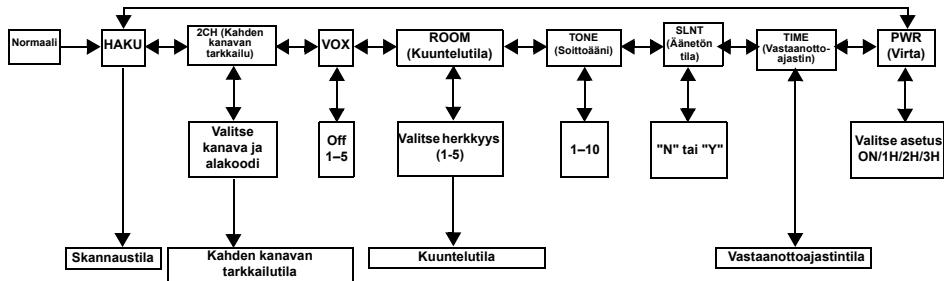 Normaali
HAKU
2CH (Kahden
kanavan
tarkkailu)
VOX
ROOM
(Kuuntelutila)
TONE
(Soittoääni)
SLNT
(Äänetön
tila)
TIME
(Vastaanotto-
ajastin)
PWR
(Virta)
Valitse
kanava ja
alakoodi
Off
1–5
Valitse herkkyys
(1-5)
1–10
"N" tai "Y"
Valitse asetus
ON/1H/2H/3H
Skannaustila
Kahden kanavan
tarkkailutila
Kuuntelutila
Vastaanottoajastintila